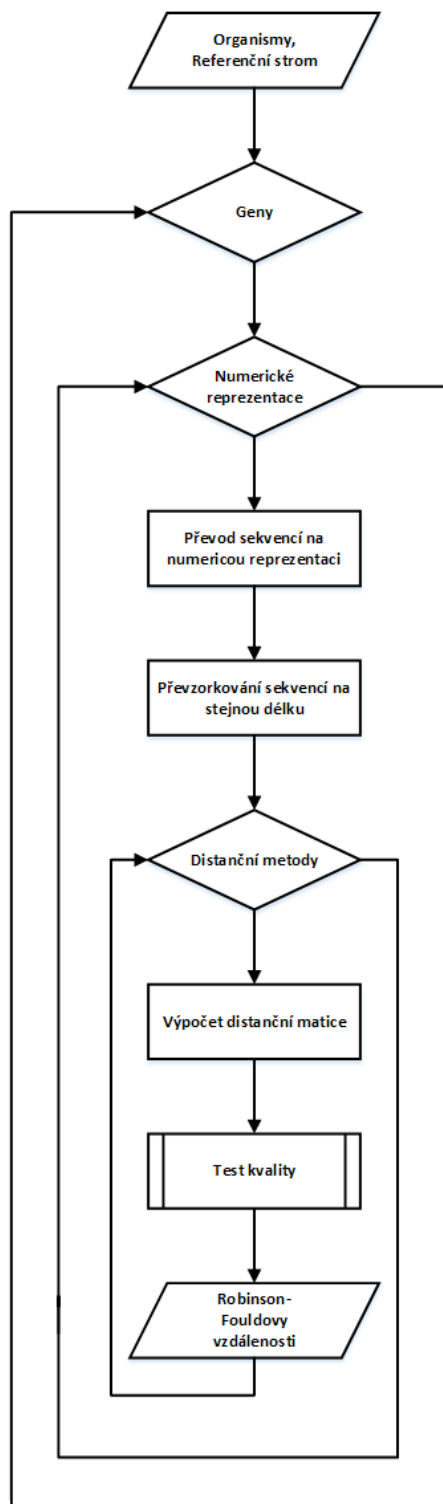 Organismy,
Referenční strom
Geny
Numerické
reprezentace
Převod sekvencí na
numericou reprezentaci
Převzorkování sekvencí na
stejnou délku
Distanční metody
Výpočet distanční matice
Test kvality
Robinson-
Fouldovy
vzdálenosti